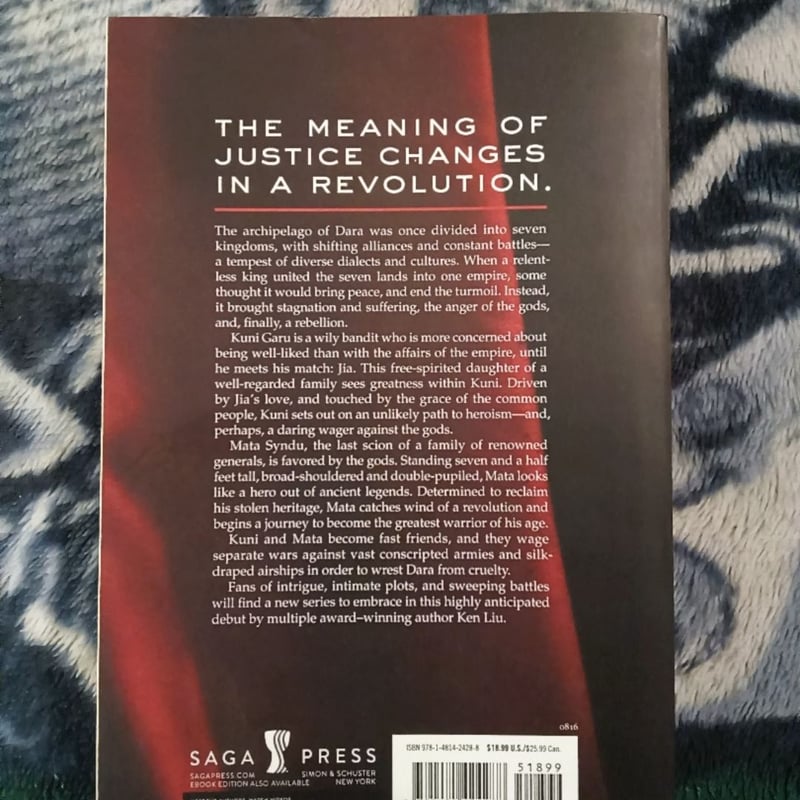 THE MEANING OF
JUSTICE CHANGES
IN A REVOLUTION.
The archipelago of Dara was once divided into seven
kingdoms, with shifting alliances and constant battles—
a tempest of diverse dialects and cultures. When a relent-
less king united the seven lands into one empire, some
thought it would bring peace, and end the turmoil. Instead,
it brought stagnation and suffering, the anger of the gods,
and, finally, a rebellion.
Kuni Garu is a wily bandit who is more concerned about
being well-liked than with the affairs of the empire, until
he meets his match: Jia. This free-spirited daughter of a
well-regarded family sees greatness within Kuni. Driven
by Jia's love, and touched by the grace of the common
people, Kuni sets out on an unlikely path to heroism—and,
perhaps, a daring wager against the gods.
Mata Syndu, the last scion of a family of renowned
generals, is favored by the gods. Standing seven and a half
feet tall, broad-shouldered and double-pupiled, Mata looks
like a hero out of ancient legends. Determined to reclaim
his stolen heritage, Mata catches wind of a revolution and
begins a journey to become the greatest warrior of his age.
Kuni and Mata become fast friends, and they wage
separate wars against vast conscripted armies and silk-
draped airships in order to wrest Dara from cruelty.
Fans of intrigue, intimate plots, and sweeping battles
will find a new series to embrace in this highly anticipated
debut by multiple award–winning author Ken Liu.
0816
SAGA PRESS
SAGAPRESS.COM SIMON & SCHUSTER
EBOOK EDITION ALSO AVAILABLE NEW YORK
ISBN 978-1-4814-2428-8 $18.99 U.S./$25.99 Can.
51899